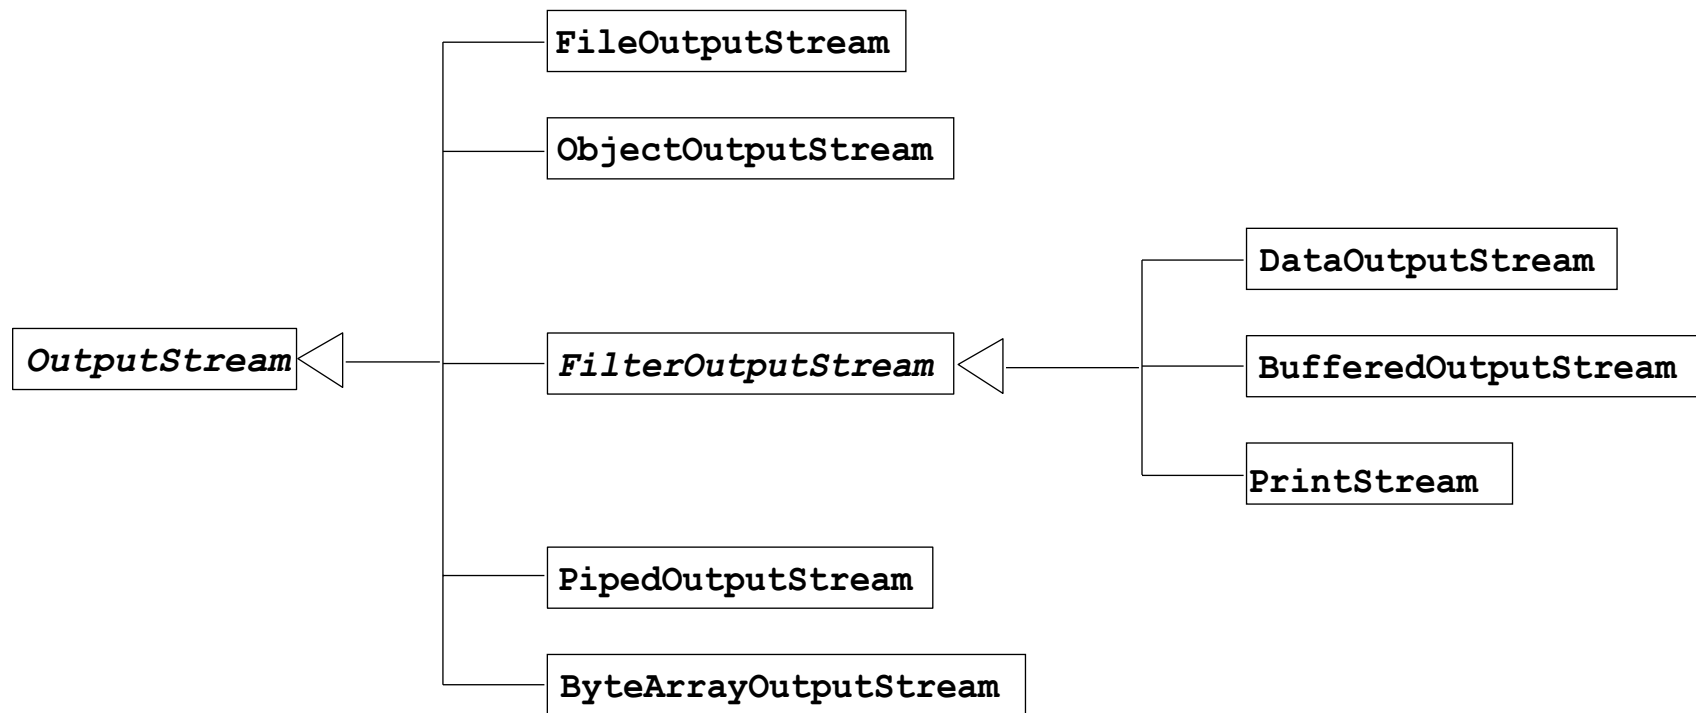 FileOutputStream
ObjectOutputStream
DataOutputStream
OutputStream
FilterOutputStream
BufferedOutputStream
PrintStream
PipedOutputStream
ByteArrayOutputStream